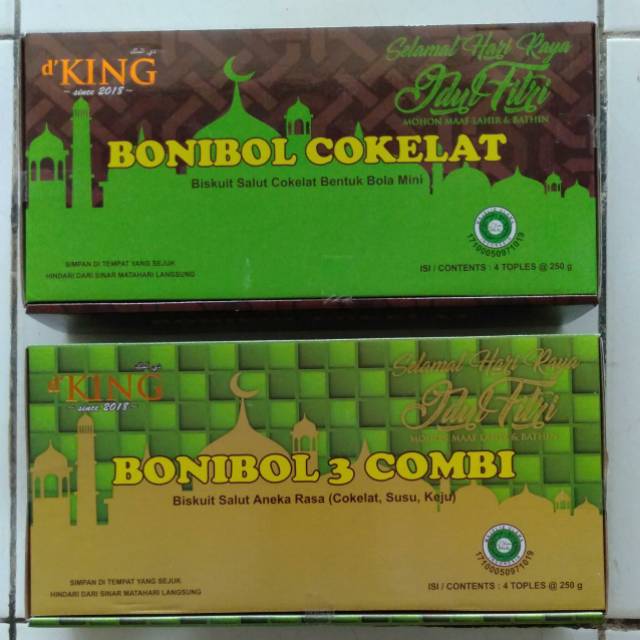 d'KING
~ since 2018 ~
Selamat Hari Raya
Idul Fitri
MOHON MAAF LAHIR & BATHIN
BONIBOL COKELAT
Biskuit Salut Cokelat Bentuk Bola Mini
17100050971019
SIMPAN DI TEMPAT YANG SEJUK
HINDARI DARI SINAR MATAHARI LANGSUNG
ISI / CONTENTS : 4 TOPLES @ 250 g
d'KING
~ since 2018 ~
Selamat Hari Raya
Idul Fitri
MOHON MAAF LAHIR & BATHIN
BONIBOL 3 COMBI
Biskuit Salut Aneka Rasa (Cokelat, Susu, Keju)
17100050971019
SIMPAN DI TEMPAT YANG SEJUK
HINDARI DARI SINAR MATAHARI LANGSUNG
ISI / CONTENTS : 4 TOPLES @ 250 g